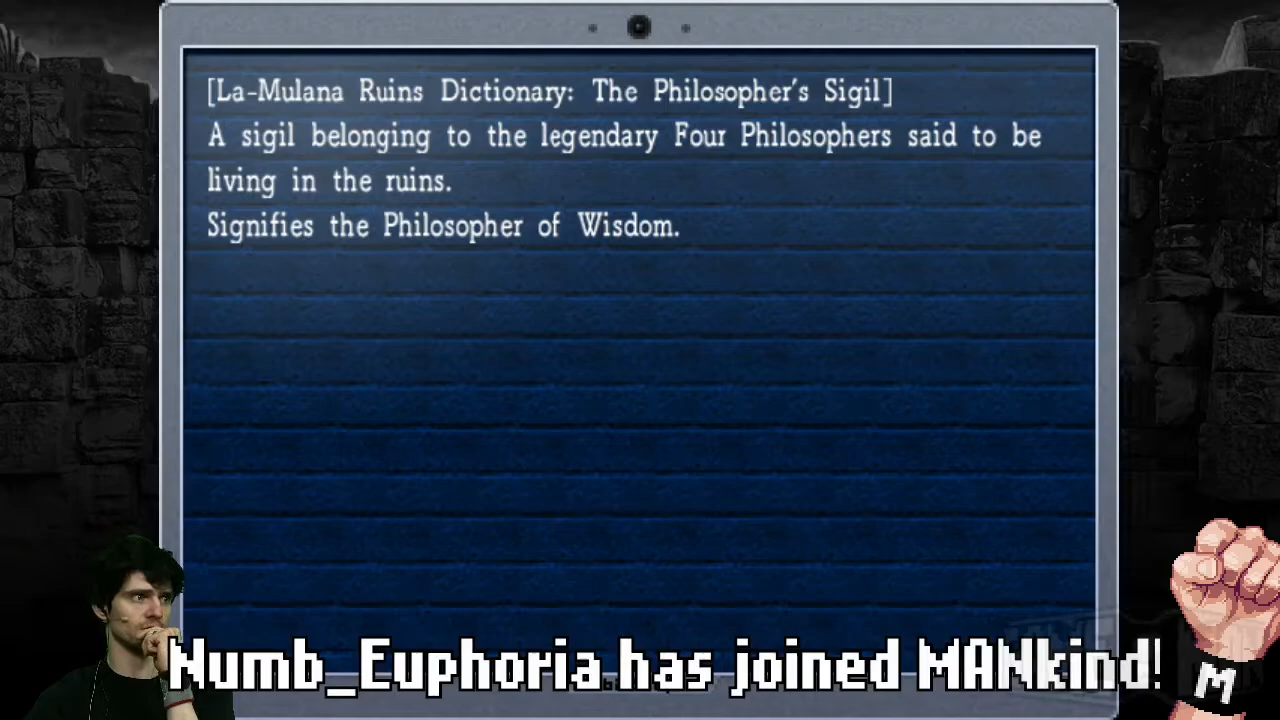 [La-Mulana Ruins Dictionary: The Philosopher's Sigil]
A sigil belonging to the legendary Four Philosophers said to be
living in the ruins.
Signifies the Philosopher of Wisdom.
Numb_Euphoria has joined MANkind!
M